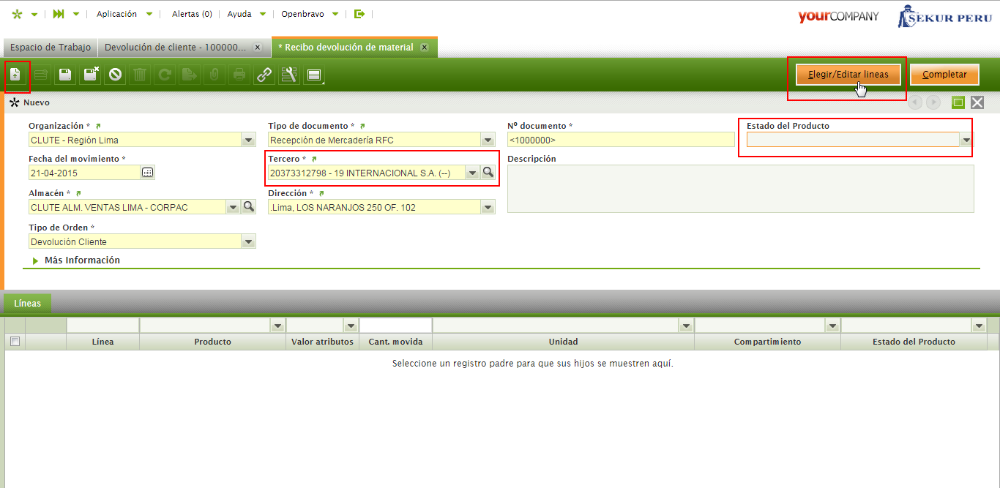 Aplicación Alertas (0) Ayuda Openbravo yourCOMPANY SEKUR PERU
Espacio de Trabajo Devolución de cliente - 100000... x * Recibo devolución de material x
Elegir/Editar lineas Completar
Nuevo
Organización * Tipo de documento * Nº documento * Estado del Producto
CLUTE - Región Lima Recepción de Mercadería RFC <1000000>
Fecha del movimiento * Tercero * Descripción
21-04-2015 20373312798 - 19 INTERNACIONAL S.A. (--)
Almacén * Dirección *
CLUTE ALM. VENTAS LIMA - CORPAC .Lima, LOS NARANJOS 250 OF. 102
Tipo de Orden *
Devolución Cliente
Más Información
Líneas
Línea Producto Valor atributos Cant. movida Unidad Compartimiento Estado del Producto
Seleccione un registro padre para que sus hijos se muestren aquí.